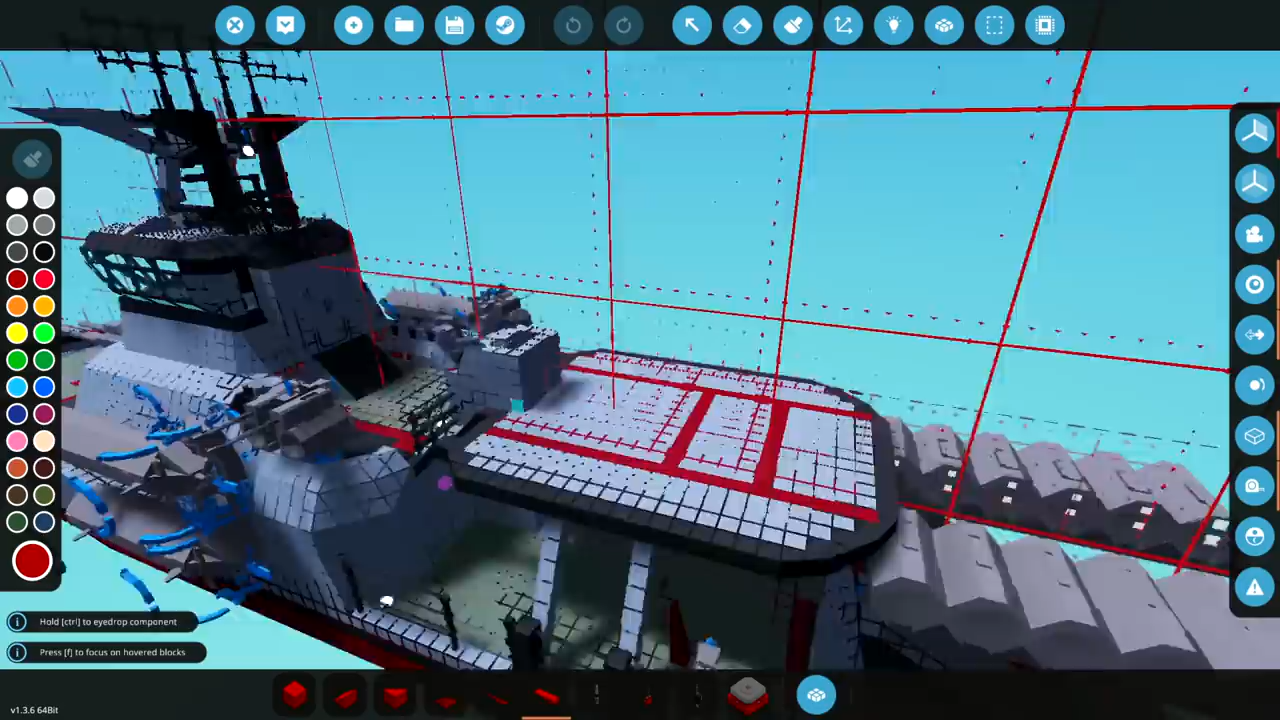 Hold [ctrl] to eyedrop component
Press [f] to focus on hovered blocks
v1.3.6 64Bit